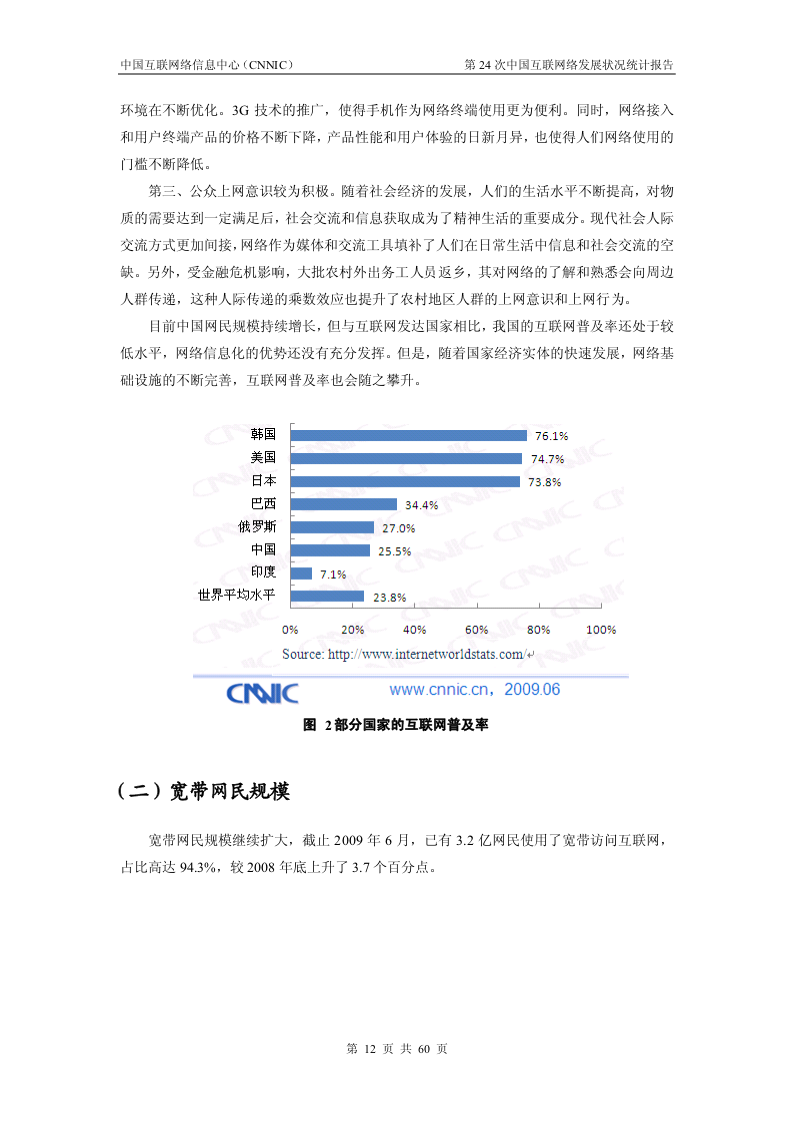 中国互联网络信息中心（CNNIC） 第 24 次中国互联网络发展状况统计报告
环境在不断优化。3G 技术的推广，使得手机作为网络终端使用更为便利。同时，网络接入
和用户终端产品的价格不断下降，产品性能和用户体验的日新月异，也使得人们网络使用的
门槛不断降低。
第三、公众上网意识较为积极。随着社会经济的发展，人们的生活水平不断提高，对物
质的需要达到一定满足后，社会交流和信息获取成为了精神生活的重要成分。现代社会人际
交流方式更加间接，网络作为媒体和交流工具填补了人们在日常生活中信息和社会交流的空
缺。另外，受金融危机影响，大批农村外出务工人员返乡，其对网络的了解和熟悉会向周边
人群传递，这种人际传递的乘数效应也提升了农村地区人群的上网意识和上网行为。
目前中国网民规模持续增长，但与互联网发达国家相比，我国的互联网普及率还处于较
低水平，网络信息化的优势还没有充分发挥。但是，随着国家经济实体的快速发展，网络基
础设施的不断完善，互联网普及率也会随之攀升。
韩国 76.1%
美国 74.7%
日本 73.8%
巴西 34.4%
俄罗斯 27.0%
中国 25.5%
印度 7.1%
世界平均水平 23.8%
0% 20% 40% 60% 80% 100%
Source: http://www.internetworldstats.com/↵
CNNIC www.cnnic.cn，2009.06
图 2 部分国家的互联网普及率
（二）宽带网民规模
宽带网民规模继续扩大，截止 2009 年 6 月，已有 3.2 亿网民使用了宽带访问互联网，
占比高达 94.3%，较 2008 年底上升了 3.7 个百分点。
第 12 页 共 60 页